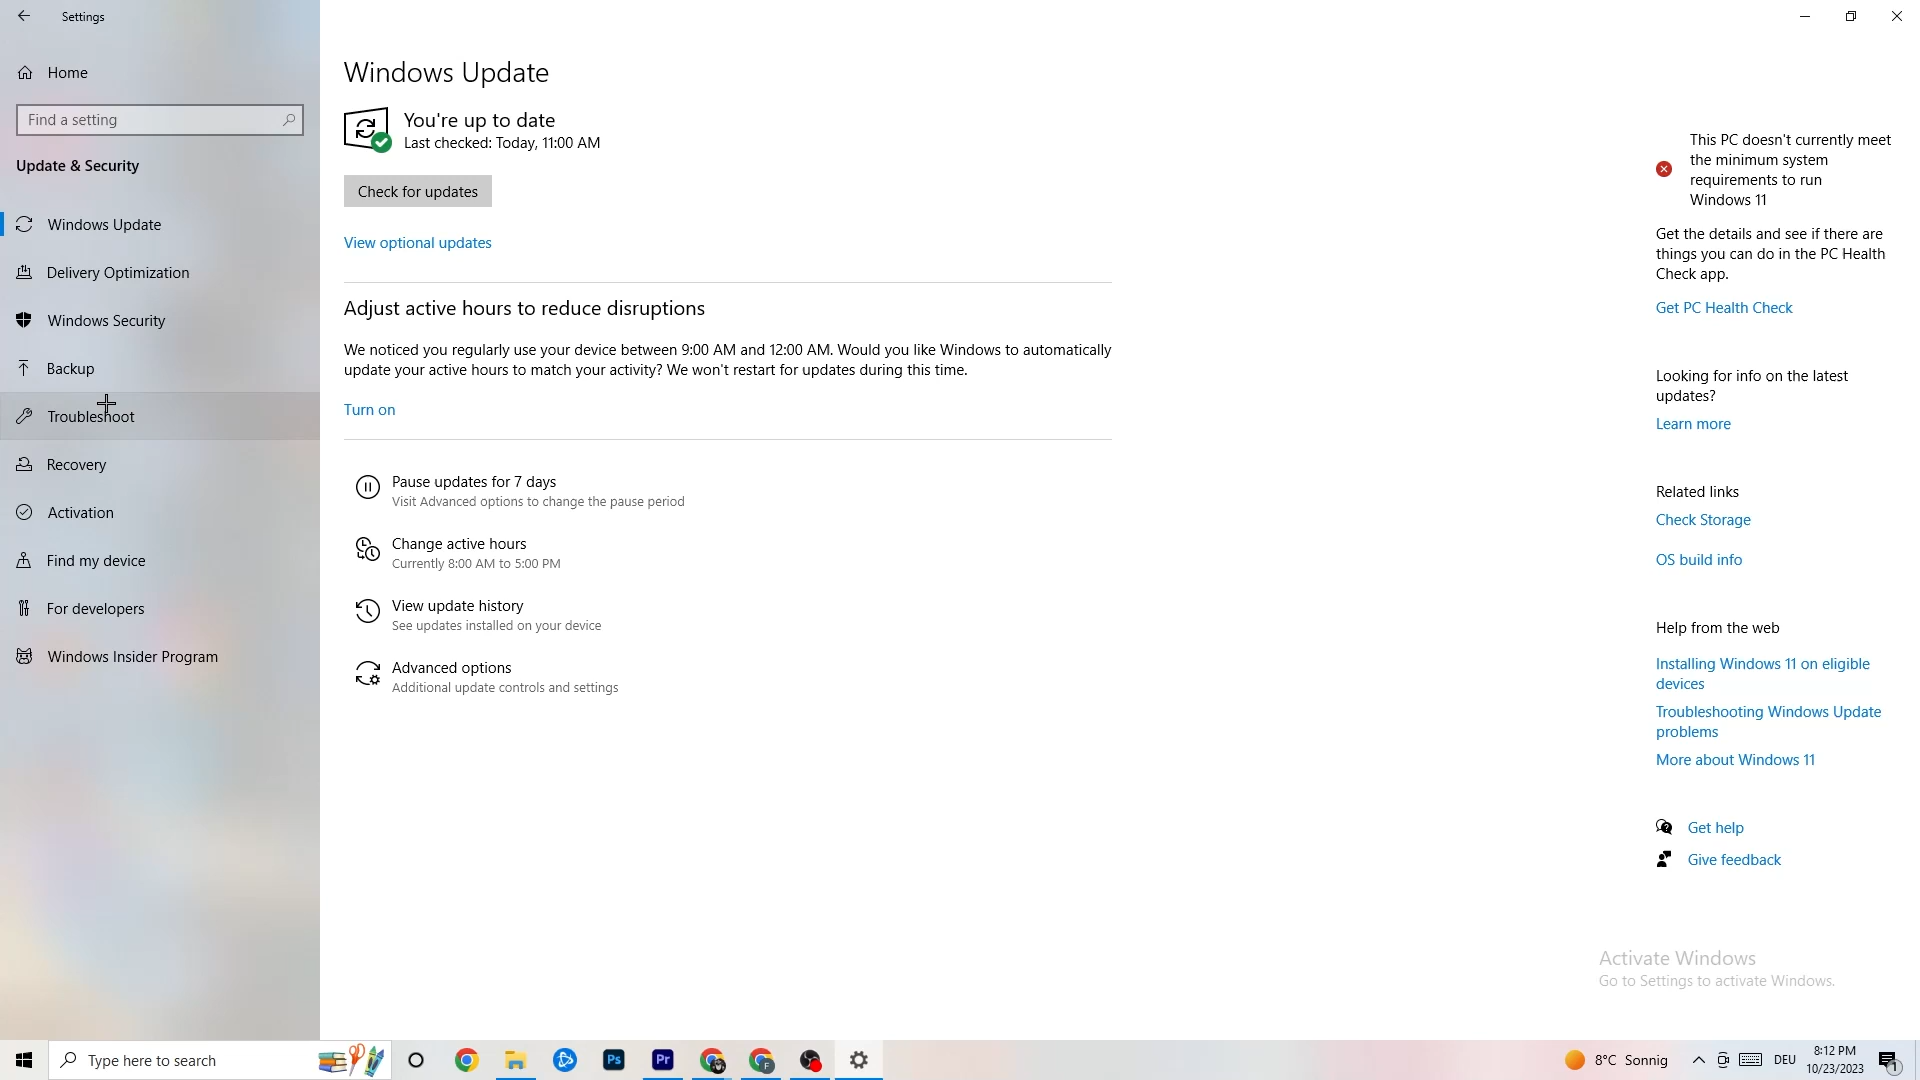 Settings
Home
Find a setting
Update & Security
Windows Update
Delivery Optimization
Windows Security
Backup
Troubleshoot
Recovery
Activation
Find my device
For developers
Windows Insider Program
Windows Update
You're up to date
Last checked: Today, 11:00 AM
Check for updates
View optional updates
Adjust active hours to reduce disruptions
We noticed you regularly use your device between 9:00 AM and 12:00 AM. Would you like Windows to automatically
update your active hours to match your activity? We won't restart for updates during this time.
Turn on
Pause updates for 7 days
Visit Advanced options to change the pause period
Change active hours
Currently 8:00 AM to 5:00 PM
View update history
See updates installed on your device
Advanced options
Additional update controls and settings
This PC doesn't currently meet
the minimum system
requirements to run
Windows 11
Get the details and see if there are
things you can do in the PC Health
Check app.
Get PC Health Check
Looking for info on the latest
updates?
Learn more
Related links
Check Storage
OS build info
Help from the web
Installing Windows 11 on eligible
devices
Troubleshooting Windows Update
problems
More about Windows 11
Get help
Give feedback
Activate Windows
Go to Settings to activate Windows.
Type here to search
Ps
Pr
F
8°C Sonnig
DEU
8:12 PM
10/23/2023
1